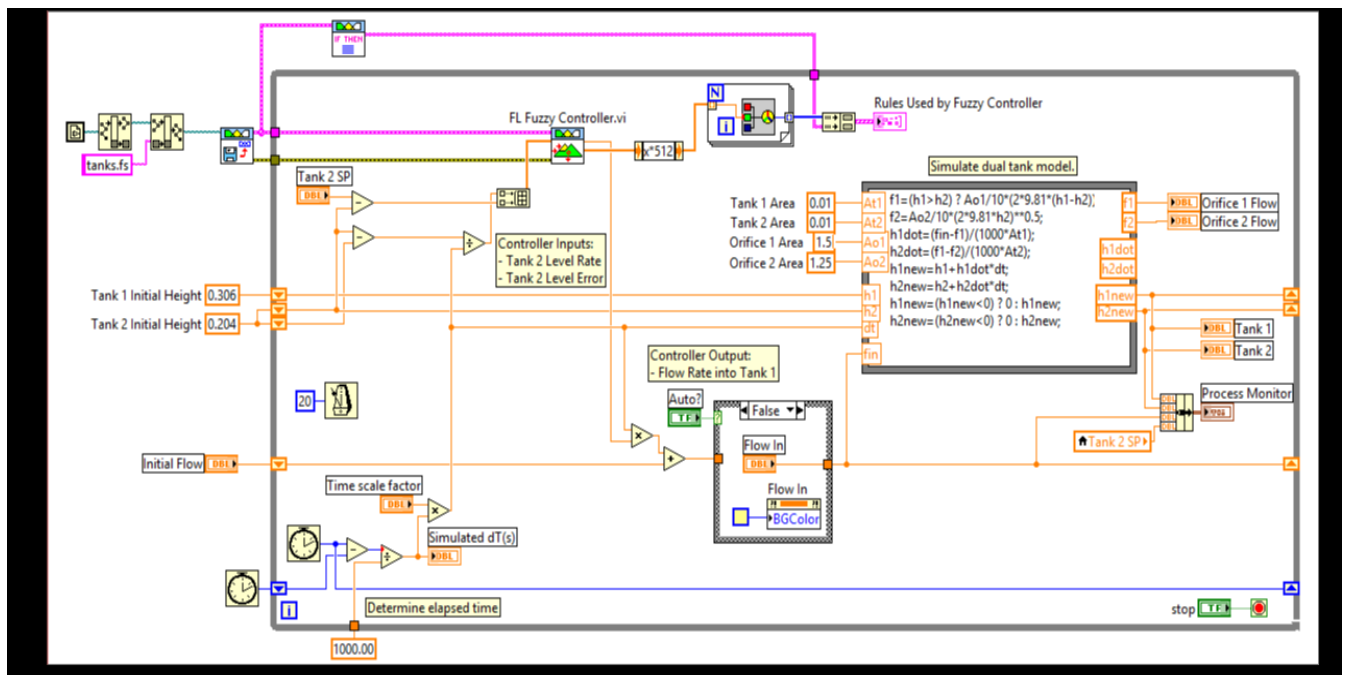 IF THEN
tanks.fs
FL Fuzzy Controller.vi
x*512
N
i
Rules Used by Fuzzy Controller
Tank 2 SP
DBL
Controller Inputs:
- Tank 2 Level Rate
- Tank 2 Level Error
Simulate dual tank model.
Tank 1 Area 0.01
Tank 2 Area 0.01
Orifice 1 Area 1.5
Orifice 2 Area 1.25
At1
At2
Ao1
Ao2
h1
h2
dt
fin
f1=(h1>h2) ? Ao1/10*(2*9.81*(h1-h2)
f2=Ao2/10*(2*9.81*h2)**0.5;
h1dot=(fin-f1)/(1000*At1);
h2dot=(f1-f2)/(1000*At2);
h1new=h1+h1dot*dt;
h2new=h2+h2dot*dt;
h1new=(h1new<0) ? 0 : h1new;
h2new=(h2new<0) ? 0 : h2new;
f1
f2
h1dot
h2dot
h1new
h2new
DBL Orifice 1 Flow
DBL Orifice 2 Flow
Tank 1 Initial Height 0.306
Tank 2 Initial Height 0.204
DBL Tank 1
DBL Tank 2
Controller Output:
- Flow Rate into Tank 1
20
Auto?
TF
?
False
Flow In
DBL
Flow In
BGColor
Process Monitor
DBL
DBL
DBL
DBL
Tank 2 SP
Initial Flow DBL
Time scale factor
DBL
Simulated dT(s)
DBL
Determine elapsed time
i
1000.00
stop TF